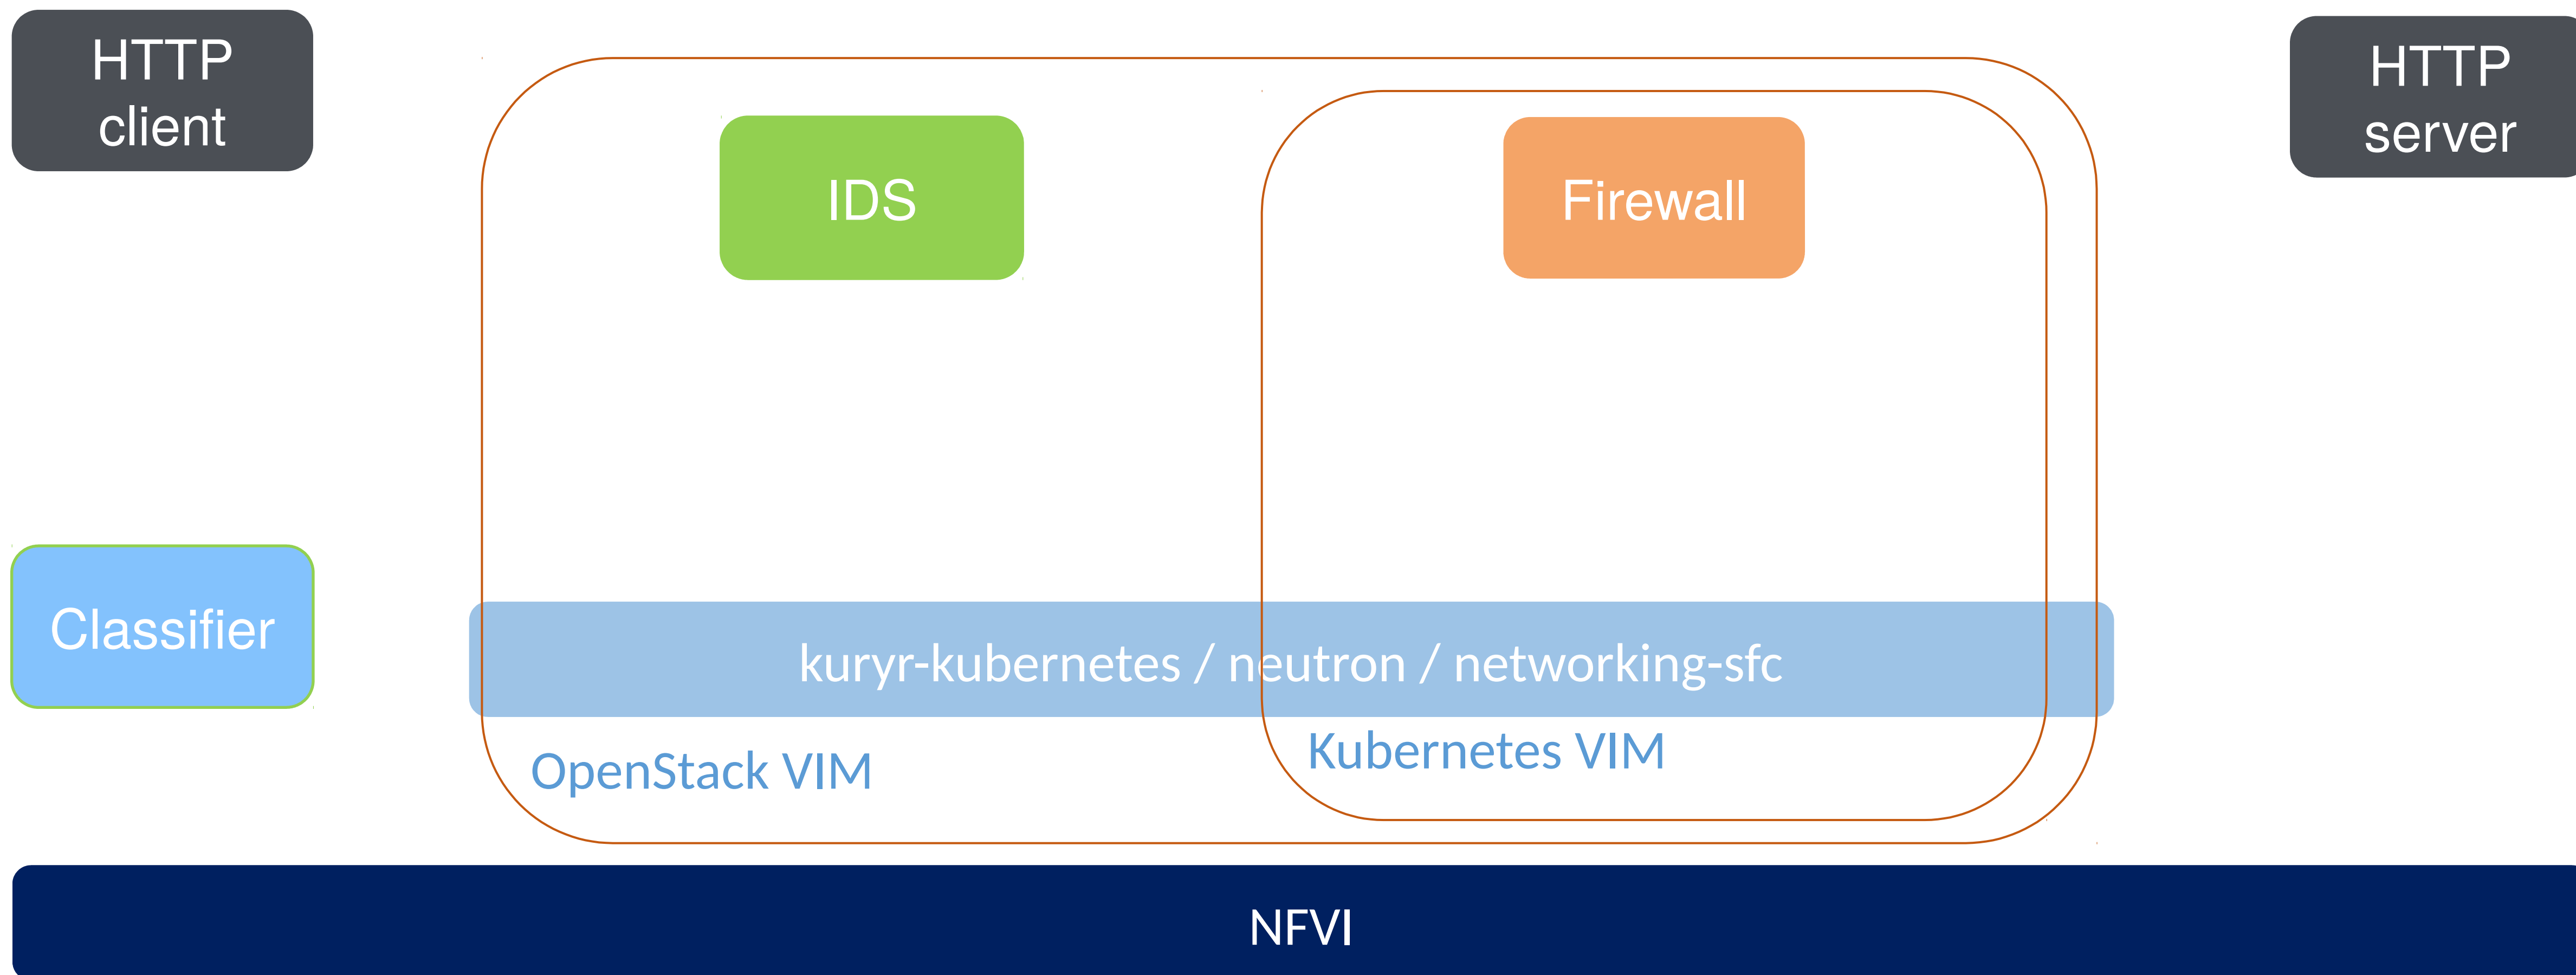 HTTP
client
HTTP
server
IDS
Firewall
Classifier
kuryr-kubernetes / neutron / networking-sfc
OpenStack VIM
Kubernetes VIM
NFVI